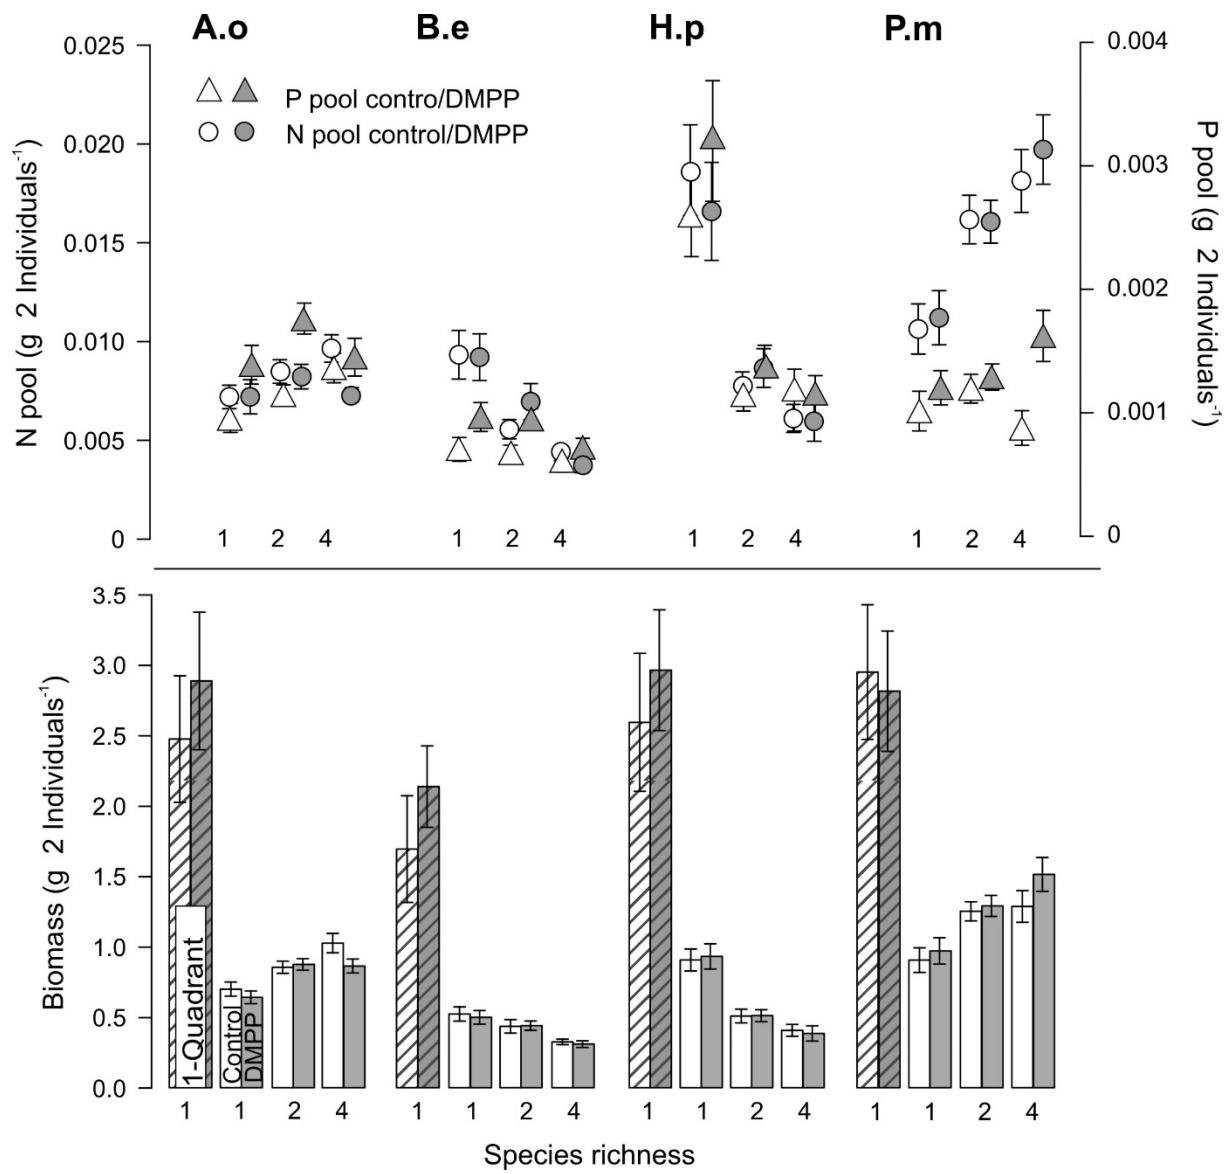 A.o B.e H.p P.m
0.025
0.020
0.015
0.010
0.005
0
N pool (g 2 Individuals⁻¹)
P pool contro/DMPP
N pool control/DMPP
0.004
0.003
0.002
0.001
0
P pool (g 2 Individuals⁻¹)
1 2 4 1 2 4 1 2 4 1 2 4
3.5
3.0
2.5
2.0
1.5
1.0
0.5
0.0
Biomass (g 2 Individuals⁻¹)
1-Quadrant
Control
DMPP
1 1 2 4 1 1 2 4 1 1 2 4 1 1 2 4
Species richness